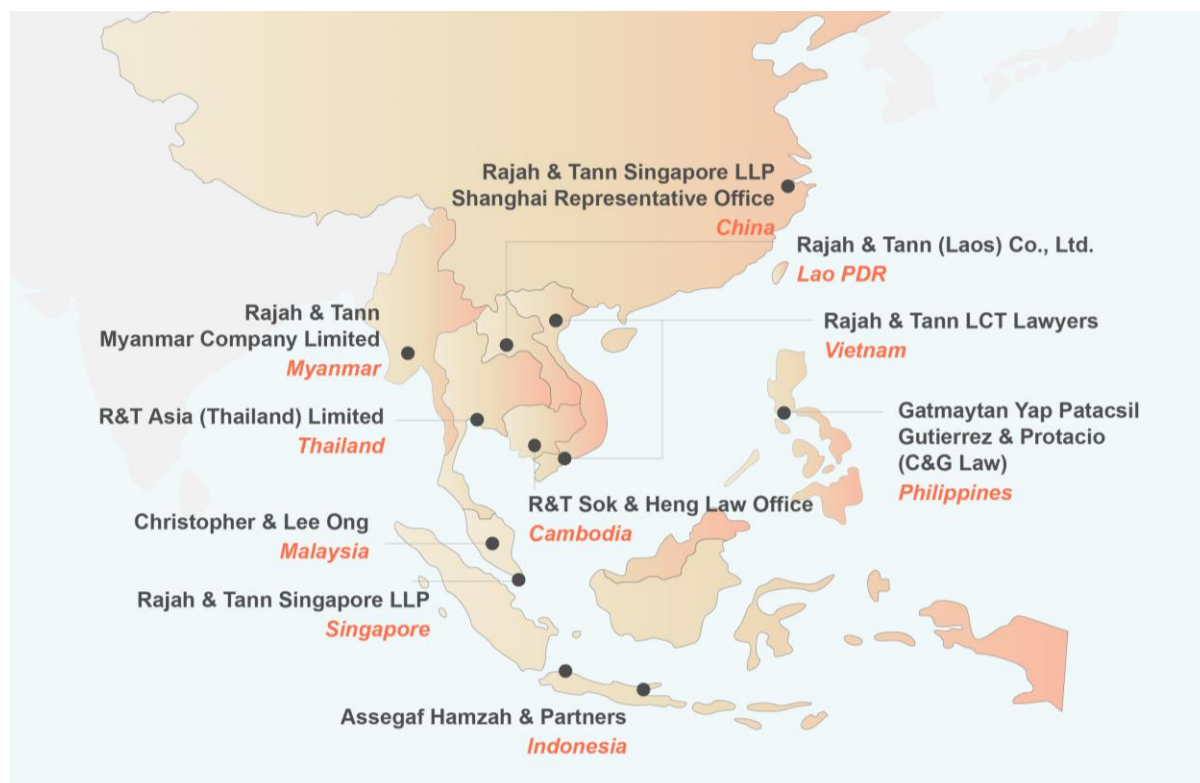 Rajah & Tann Singapore LLP
Shanghai Representative Office
China
Rajah & Tann (Laos) Co., Ltd.
Lao PDR
Rajah & Tann
Myanmar Company Limited
Myanmar
Rajah & Tann LCT Lawyers
Vietnam
R&T Asia (Thailand) Limited
Thailand
Gatmaytan Yap Patacsil
Gutierrez & Protacio
(C&G Law)
Philippines
R&T Sok & Heng Law Office
Cambodia
Christopher & Lee Ong
Malaysia
Rajah & Tann Singapore LLP
Singapore
Assegaf Hamzah & Partners
Indonesia